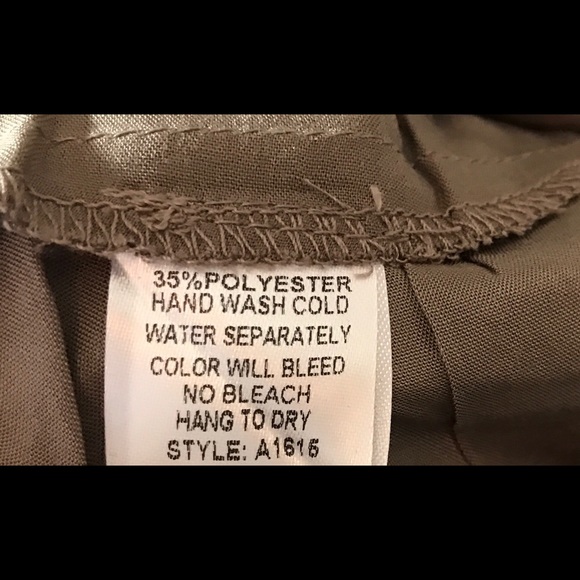 35%POLYESTER
HAND WASH COLD
WATER SEPARATELY
COLOR WILL BLEED
NO BLEACH
HANG TO DRY
STYLE: A1616